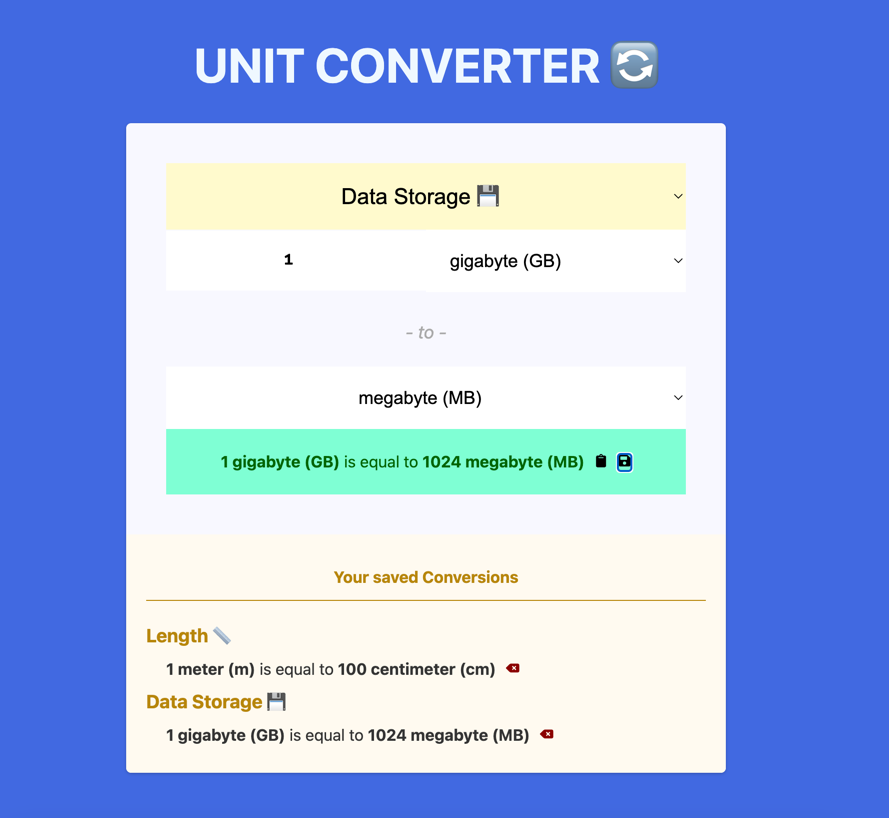 UNIT CONVERTER 🔄
Data Storage 💾
1 gigabyte (GB)
- to -
megabyte (MB)
1 gigabyte (GB) is equal to 1024 megabyte (MB)
Your saved Conversions
Length 📏
1 meter (m) is equal to 100 centimeter (cm)
Data Storage 💾
1 gigabyte (GB) is equal to 1024 megabyte (MB)